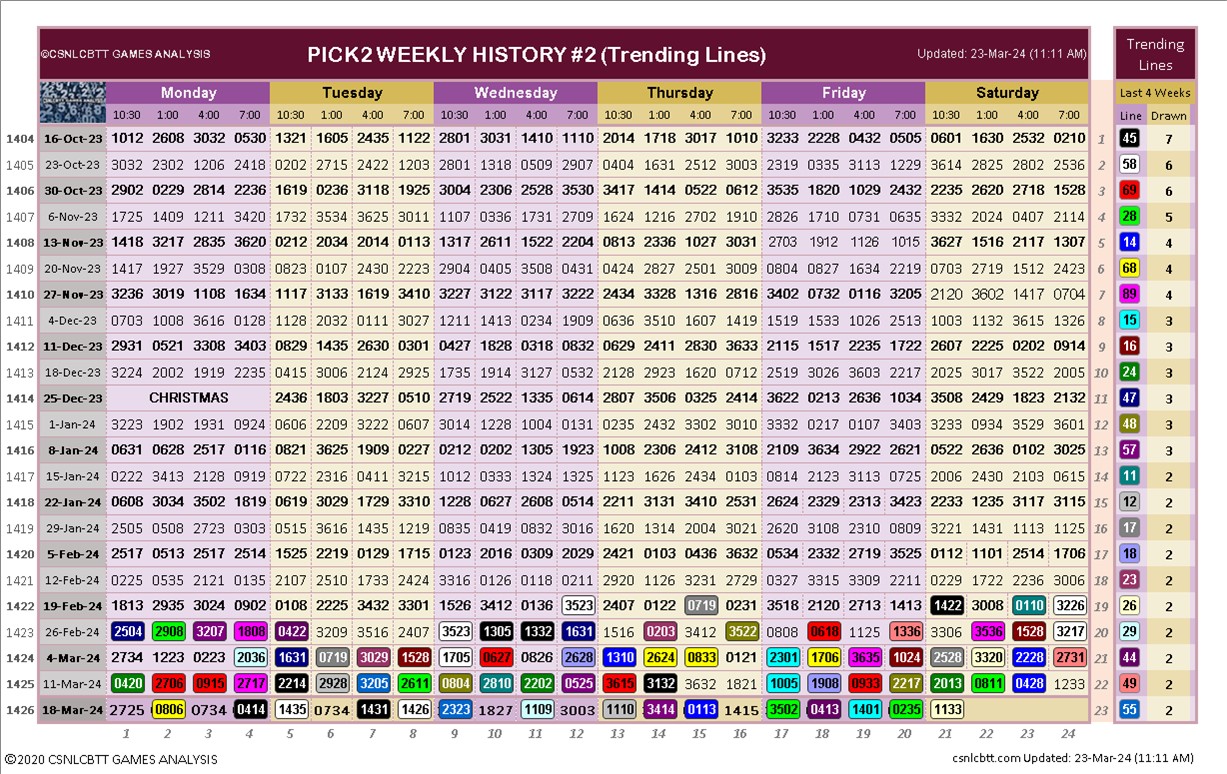 ©2020 CSNLCBTT GAMES ANALYSIS PICK2 WEEKLY HISTORY #2 (Trending Lines) Updated: 23-Mar-24 (11:11 AM) Trending Lines
Monday Tuesday Wednesday Thursday Friday Saturday Last 4 Weeks
10:30 1:00 4:00 7:00 10:30 1:00 4:00 7:00 10:30 1:00 4:00 7:00 10:30 1:00 4:00 7:00 10:30 1:00 4:00 7:00 10:30 1:00 4:00 7:00 Line Drawn
1404 16-Oct-23 1012 2608 3032 0530 1321 1605 2435 1122 2801 3031 1410 1110 2014 1718 3017 1010 3233 2228 0432 0505 0601 1630 2532 0210 1 45 7
1405 23-Oct-23 3032 2302 1206 2418 0202 2715 2422 1203 2801 1318 0509 2907 0404 1631 2512 3003 2319 0335 3113 1229 3614 2825 2802 2536 2 58 6
1406 30-Oct-23 2902 0229 2814 2236 1619 0236 3118 1925 3004 2306 2528 3530 3417 1414 0522 0612 3535 1820 1029 2432 2235 2620 2718 1528 3 69 6
1407 6-Nov-23 1725 1409 1211 3420 1732 3534 3625 3011 1107 0336 1731 2709 1624 1216 2702 1910 2826 1710 0731 0635 3332 2024 0407 2114 4 28 5
1408 13-Nov-23 1418 3217 2835 3620 0212 2034 2014 0113 1317 2611 1522 2204 0813 2336 1027 3031 2703 1912 1126 1015 3627 1516 2117 1307 5 14 4
1409 20-Nov-23 1417 1927 3529 0308 0823 0107 2430 2223 2904 0405 3508 0431 0424 2827 2501 3009 0804 0827 1634 2219 0703 2719 1512 2423 6 68 4
1410 27-Nov-23 3236 3019 1108 1634 1117 3133 1619 3418 3227 3122 3117 3222 2434 3328 1316 2816 3402 0732 0116 3205 2120 3602 1417 0704 7 89 4
1411 4-Dec-23 0703 1008 3616 0128 1128 2032 0111 3027 1211 1413 0234 1909 0636 3510 1607 1419 1519 1533 1026 2513 1003 1132 3615 1326 8 15 3
1412 11-Dec-23 2931 0521 3308 3403 0829 1435 2630 0301 0427 1828 0318 0832 0629 2411 2830 3633 2115 1517 2235 1722 2607 2225 0202 0914 9 16 3
1413 18-Dec-23 3224 2002 1919 2235 0415 3006 2124 2925 1735 1914 3127 0532 2128 2923 1620 0712 2519 3026 3603 2217 2025 3017 3522 2005 10 24 3
1414 25-Dec-23 CHRISTMAS 2436 1803 3227 0510 2719 2522 1335 0614 2807 3506 0325 2414 3622 0213 2636 1034 3508 2429 1823 2132 11 47 3
1415 1-Jan-24 3223 1902 1931 0924 0606 2209 3222 0607 3014 1228 1004 0131 0235 2432 3302 3010 3332 0217 0107 3403 3233 0934 3529 3601 12 48 3
1416 8-Jan-24 0631 0628 2517 0116 0821 3625 1909 0227 0212 0205 1305 1923 1008 2306 2412 3108 2109 3634 2922 2621 0522 2636 0102 3025 13 57 3
1417 15-Jan-24 0222 3413 2128 0919 0722 2316 0411 3211 1012 0333 1324 1325 1123 1626 2434 0103 0814 2123 3113 0725 2006 2430 2103 0615 14 11 2
1418 22-Jan-24 0608 3034 3502 1819 0619 3029 1729 3310 1228 0627 2608 0514 2211 3131 3410 2531 2624 2329 2313 3423 2233 1235 3117 3115 15 12 2
1419 29-Jan-24 2505 0508 2723 0303 0515 3616 1435 1219 0835 0419 0832 3016 1620 1314 2004 3021 2620 3108 2310 0809 3221 1431 1113 1125 16 17 2
1420 5-Feb-24 2517 0513 2517 2514 1525 2219 0129 1715 0123 2016 0309 2029 2421 0103 0436 3632 0534 2332 2719 3525 0112 1101 2514 1706 17 18 2
1421 12-Feb-24 0225 0535 2121 0135 2107 2510 1733 2424 3316 0126 0118 0211 2920 1126 3231 2729 0327 3315 3309 2211 0229 1722 2236 3006 18 23 2
1422 19-Feb-24 1813 2935 3024 0902 0108 2225 3432 3301 1526 3412 0136 3523 2407 0122 0719 0231 3518 2120 2713 1413 1422 3008 0110 3226 19 26 2
1423 26-Feb-24 2504 2908 3207 1808 0422 3209 3516 2407 3523 1305 1332 1631 1516 0203 3412 3522 0808 0618 1125 1336 3306 3536 1528 3217 20 29 2
1424 4-Mar-24 2734 1223 0223 2036 1631 0719 3029 1528 1705 0627 0826 2628 1310 2624 0833 0121 2301 1706 3635 1024 2528 3320 2228 2731 21 44 2
1425 11-Mar-24 0420 2706 0915 2717 2214 2928 3205 2611 0804 2810 2202 0525 3615 3132 3632 1821 1005 1908 0933 2217 2013 0811 0428 1233 22 49 2
1426 18-Mar-24 2725 0806 0734 0414 1435 0734 1431 1426 2323 1827 1109 3003 1110 3414 0113 1415 3502 0413 1401 0235 1133 23 55 2
1 2 3 4 5 6 7 8 9 10 11 12 13 14 15 16 17 18 19 20 21 22 23 24
©2020 CSNLCBTT GAMES ANALYSIS csnlcbtt.com Updated: 23-Mar-24 (11:11 AM)